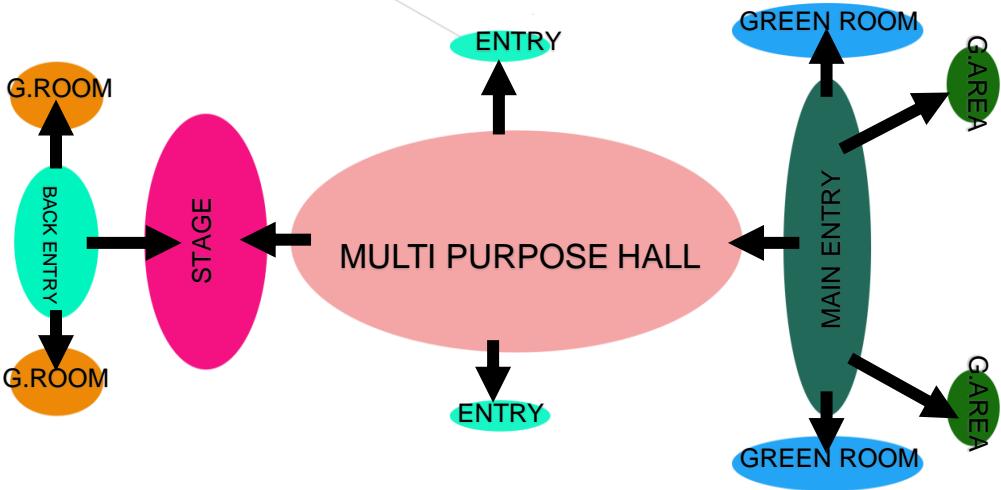 GREEN ROOM
ENTRY
G.AREA
G.ROOM
BACK ENTRY
STAGE
MULTI PURPOSE HALL
MAIN ENTRY
G.ROOM
ENTRY
G.AREA
GREEN ROOM